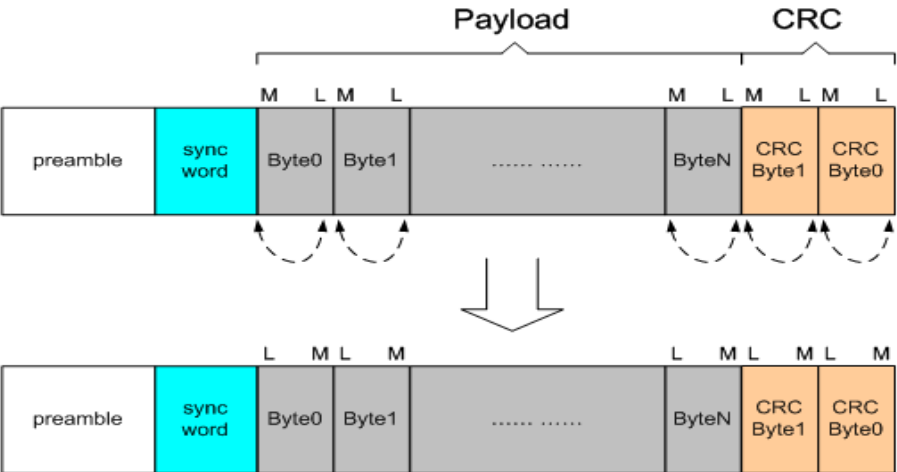 Payload CRC
M L M L M L M L M L
preamble sync word Byte0 Byte1 ...... ...... ByteN CRC Byte1 CRC Byte0
L M L M L M L M L M
preamble sync word Byte0 Byte1 ...... ...... ByteN CRC Byte1 CRC Byte0